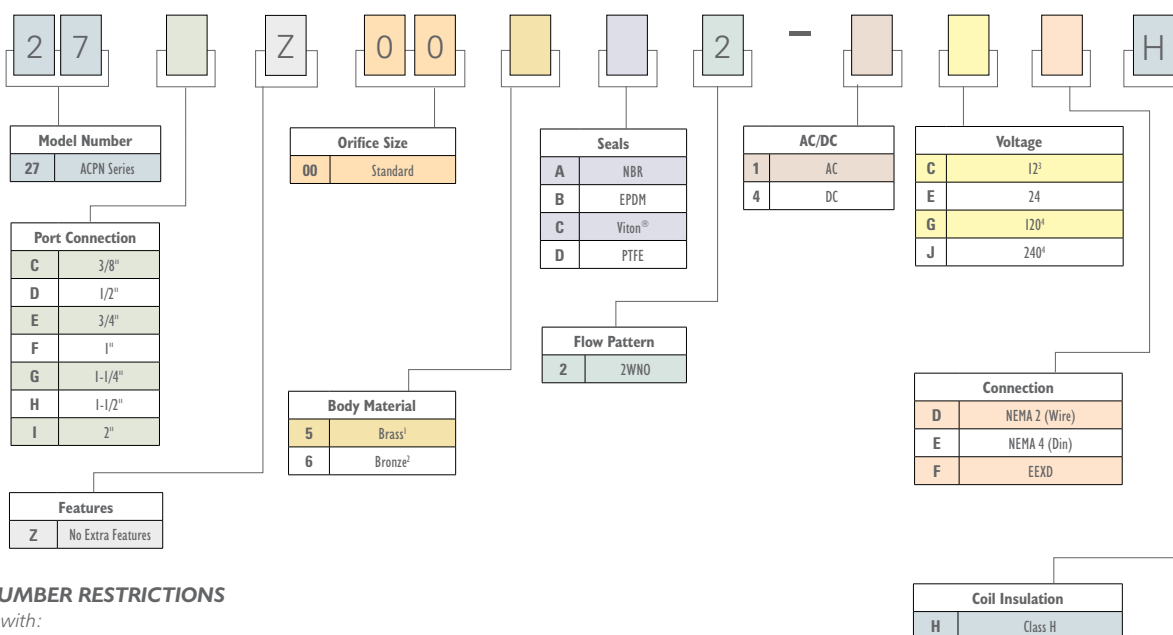 2 7 Z 0 0 2 – H
Model Number
27 ACPN Series
Port Connection
C 3/8"
D 1/2"
E 3/4"
F 1"
G 1-1/4"
H 1-1/2"
I 2"
Features
Z No Extra Features
Orifice Size
00 Standard
Body Material
5 Brass¹
6 Bronze²
Seals
A NBR
B EPDM
C Viton®
D PTFE
Flow Pattern
2 2WNO
AC/DC
1 AC
4 DC
Voltage
C 12³
E 24
G 120⁴
J 240⁴
Connection
D NEMA 2 (Wire)
E NEMA 4 (Din)
F EEXD
Coil Insulation
H Class H
UMBER RESTRICTIONS
with: